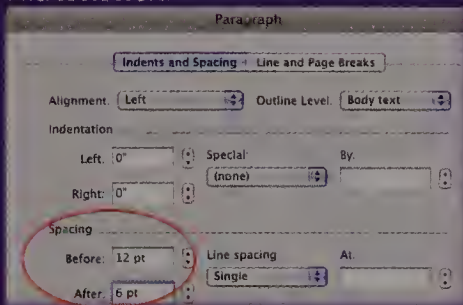 Paragraph
Indents and Spacing Line and Page Breaks
Alignment. Left Outline Level. Body text
Indentation
Left. 0" Special: By.
(none)
Right: 0"
Spacing
Before: 12 pt Line spacing At.
Single
After. 6 pt